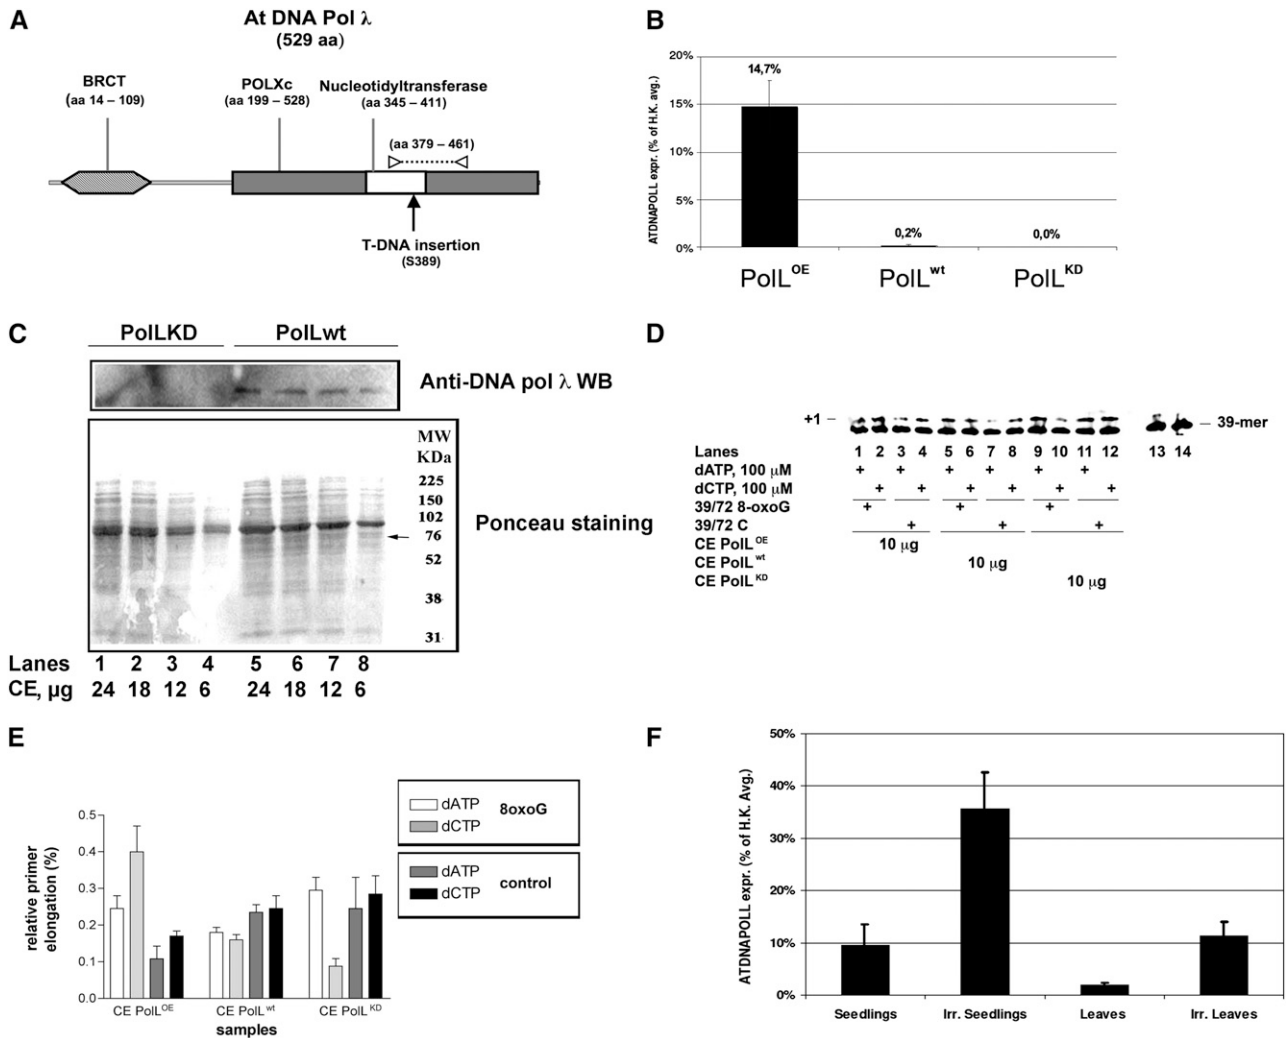 A
At DNA Pol λ
(529 aa)
BRCT
(aa 14 – 109)
POLXc
(aa 199 – 528)
Nucleotidyltransferase
(aa 345 – 411)
(aa 379 – 461)
T-DNA insertion
(S389)
B
ATDNAPOLL expr. (% of H.K. avg.)
20%
15%
10%
5%
0%
14,7%
0,2%
0,0%
PolL^OE PolL^wt PolL^KD
C
PolLKD PolLwt
Anti-DNA pol λ WB
MW
KDa
225
150
102
76
52
38
31
Ponceau staining
Lanes 1 2 3 4 5 6 7 8
CE, µg 24 18 12 6 24 18 12 6
D
+1
39-mer
Lanes 1 2 3 4 5 6 7 8 9 10 11 12 13 14
dATP, 100 µM + + + + + +
dCTP, 100 µM + + + + + +
39/72 8-oxoG + + +
39/72 C + + +
CE PolL^OE 10 µg
CE PolL^wt 10 µg
CE PolL^KD 10 µg
E
relative primer
elongation (%)
0.5
0.4
0.3
0.2
0.1
0.0
CE PolL^OE CE PolL^wt CE PolL^KD
samples
dATP 8oxoG
dCTP
dATP control
dCTP
F
ATDNAPOLL expr. (% of H.K. Avg.)
50%
40%
30%
20%
10%
0%
Seedlings Irr. Seedlings Leaves Irr. Leaves